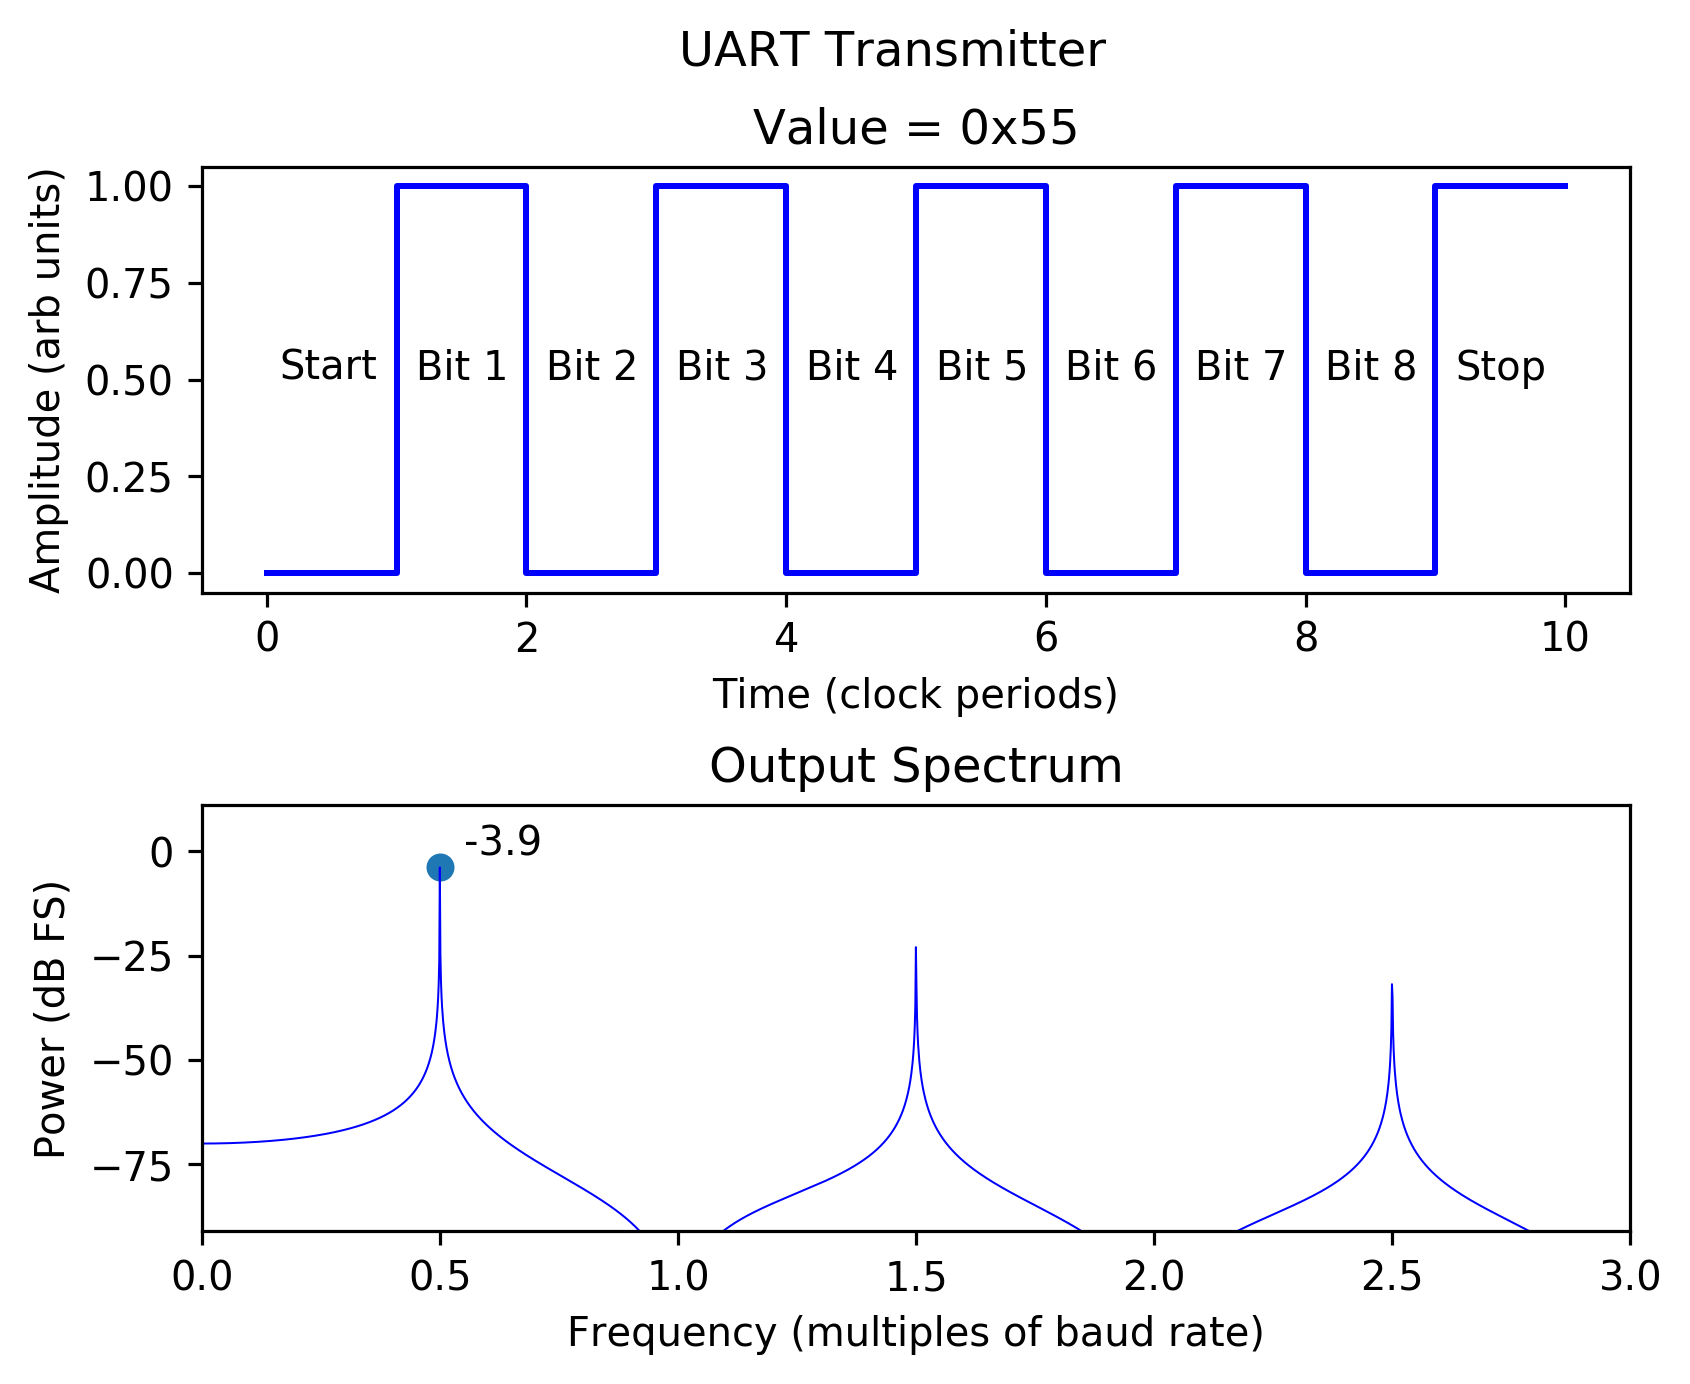 UART Transmitter
Value = 0x55
Amplitude (arb units)
1.00
0.75
0.50
0.25
0.00
Start Bit 1 Bit 2 Bit 3 Bit 4 Bit 5 Bit 6 Bit 7 Bit 8 Stop
0 2 4 6 8 10
Time (clock periods)
Output Spectrum
Power (dB FS)
0
−25
−50
−75
-3.9
0.0 0.5 1.0 1.5 2.0 2.5 3.0
Frequency (multiples of baud rate)